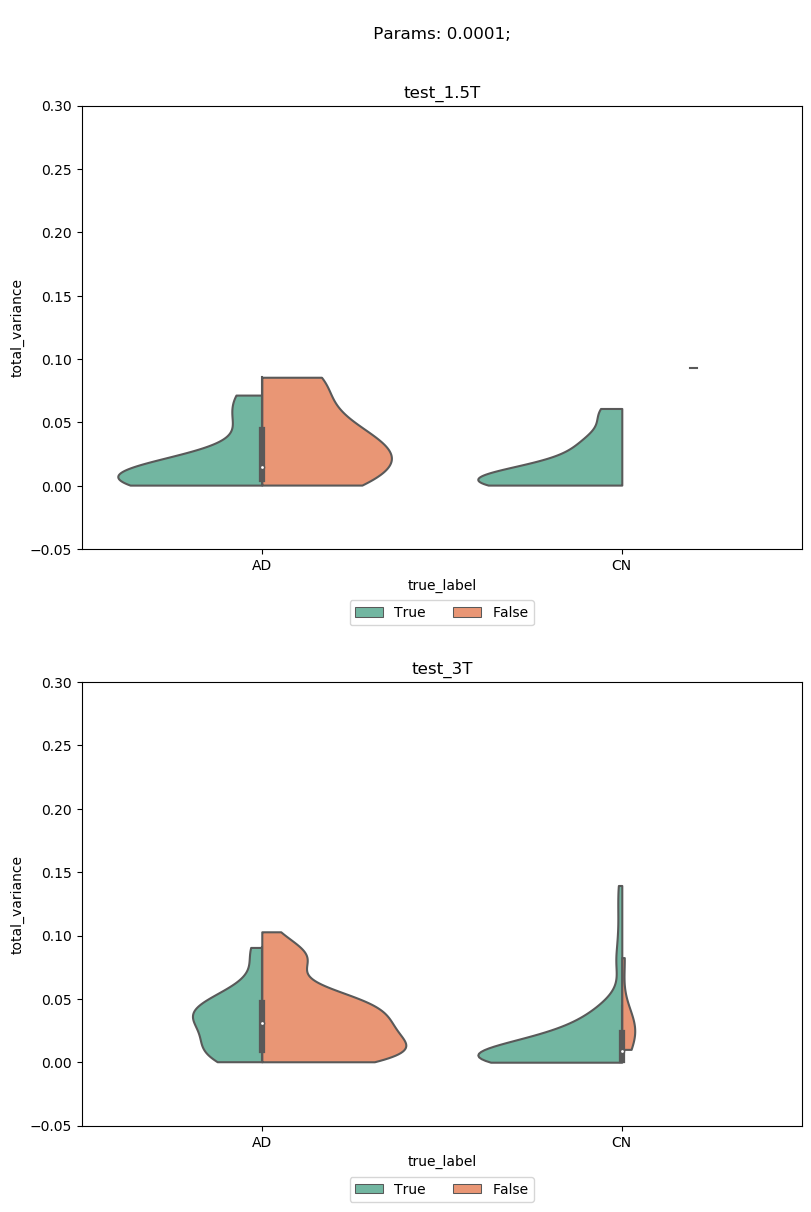 Params: 0.0001;
test_1.5T
0.30
0.25
0.20
0.15
0.10
0.05
0.00
−0.05
total_variance
AD
CN
true_label
True
False
test_3T
0.30
0.25
0.20
0.15
0.10
0.05
0.00
−0.05
total_variance
AD
CN
true_label
True
False